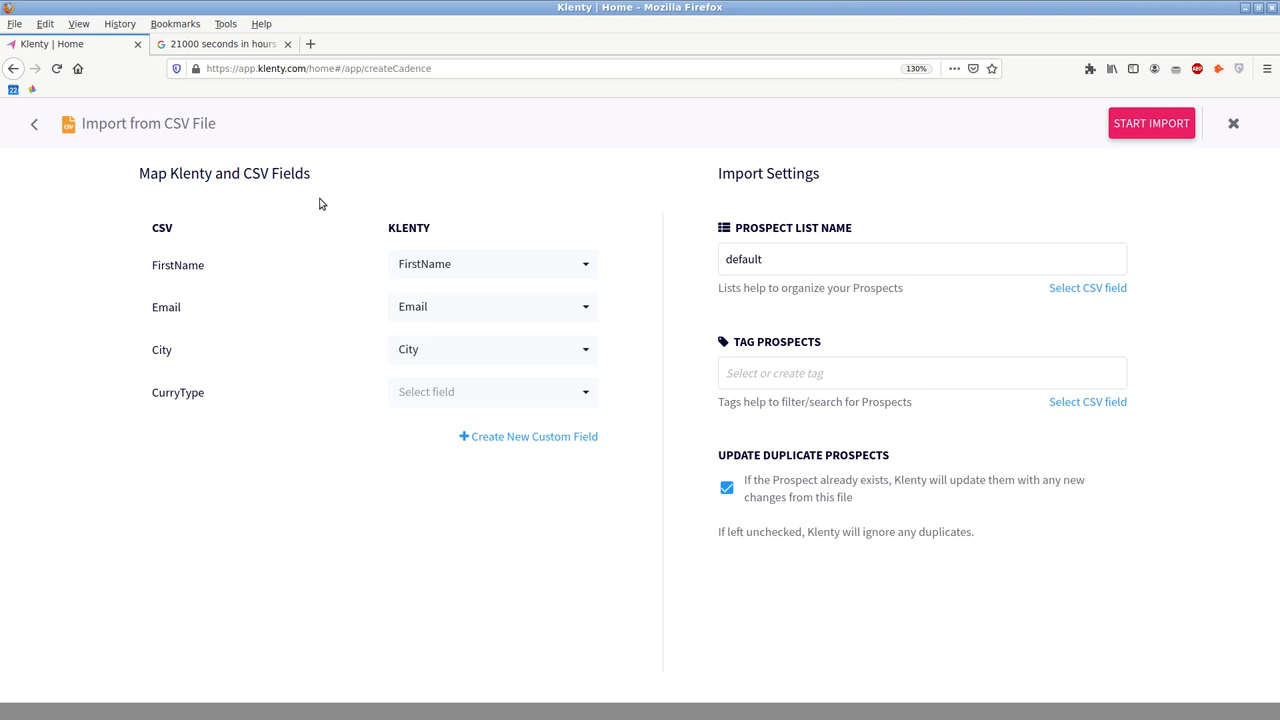 Klenty | Home - Mozilla Firefox
File Edit View History Bookmarks Tools Help
Klenty | Home
21000 seconds in hours
https://app.klenty.com/home#/app/createCadence
130%
22
ABP
CSV
Import from CSV File
START IMPORT
Map Klenty and CSV Fields
CSV KLENTY
FirstName FirstName
Email Email
City City
CurryType Select field
Create New Custom Field
Import Settings
PROSPECT LIST NAME
default
Lists help to organize your Prospects Select CSV field
TAG PROSPECTS
Select or create tag
Tags help to filter/search for Prospects Select CSV field
UPDATE DUPLICATE PROSPECTS
If the Prospect already exists, Klenty will update them with any new
changes from this file
If left unchecked, Klenty will ignore any duplicates.